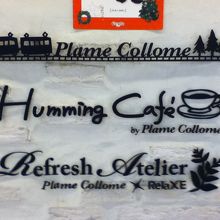 Plame Collome
Humming Café
by Plame Collome
Refresh Atelier
Plame Collome × RelaXE